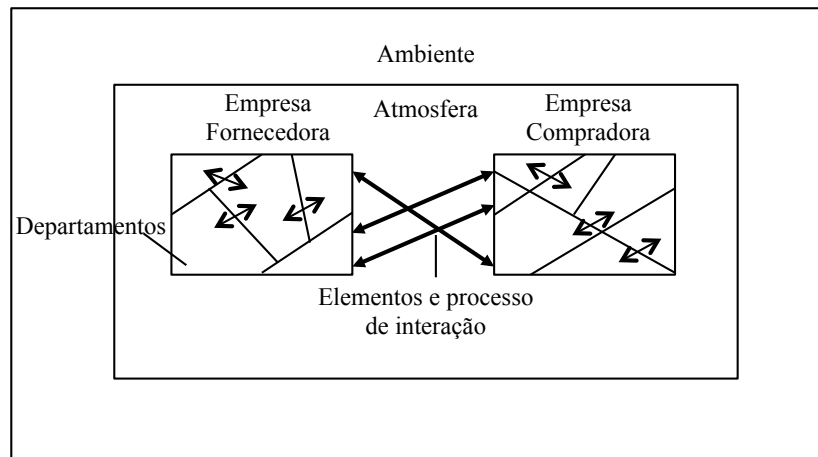 Ambiente
Empresa
Fornecedora
Atmosfera
Empresa
Compradora
Departamentos
Elementos e processo
de interação